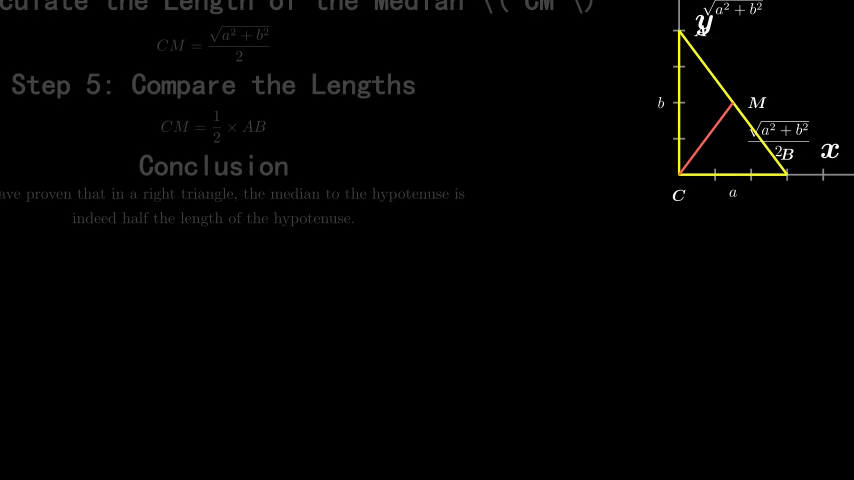 culate the Length of the Median \( CM \)
CM = \frac{\sqrt{a^2 + b^2}}{2}
Step 5: Compare the Lengths
CM = \frac{1}{2} × AB
Conclusion
ave proven that in a right triangle, the median to the hypotenuse is
indeed half the length of the hypotenuse.
\sqrt{a^2 + b^2}
y
b
M
\frac{\sqrt{a^2 + b^2}}{2}
B
x
C
a